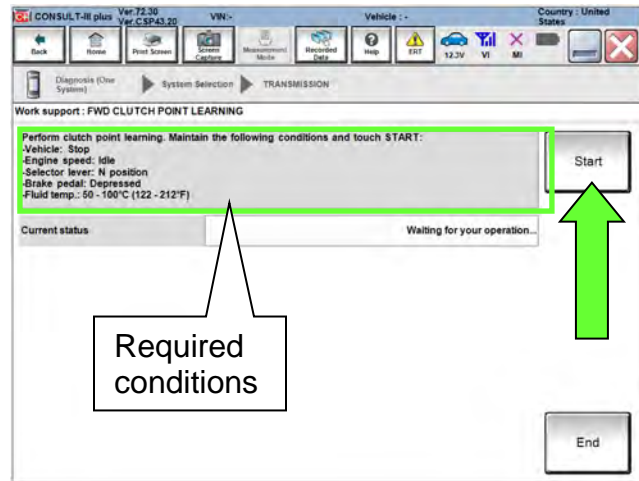 CONSULT-III plus
Ver.72.30
Ver.CSP43.20
VIN:-
Vehicle : -
Country : United States
Back
Home
Print Screen
Screen Capture
Measurement Mode
Recorded Data
Help
ERT
12.3V
VI
MI
Diagnosis (One System)
System Selection
TRANSMISSION
Work support : FWD CLUTCH POINT LEARNING
Perform clutch point learning. Maintain the following conditions and touch START:
-Vehicle: Stop
-Engine speed: Idle
-Selector lever: N position
-Brake pedal: Depressed
-Fluid temp.: 50 - 100°C (122 - 212°F)
Start
Current status
Waiting for your operation...
Required
conditions
End